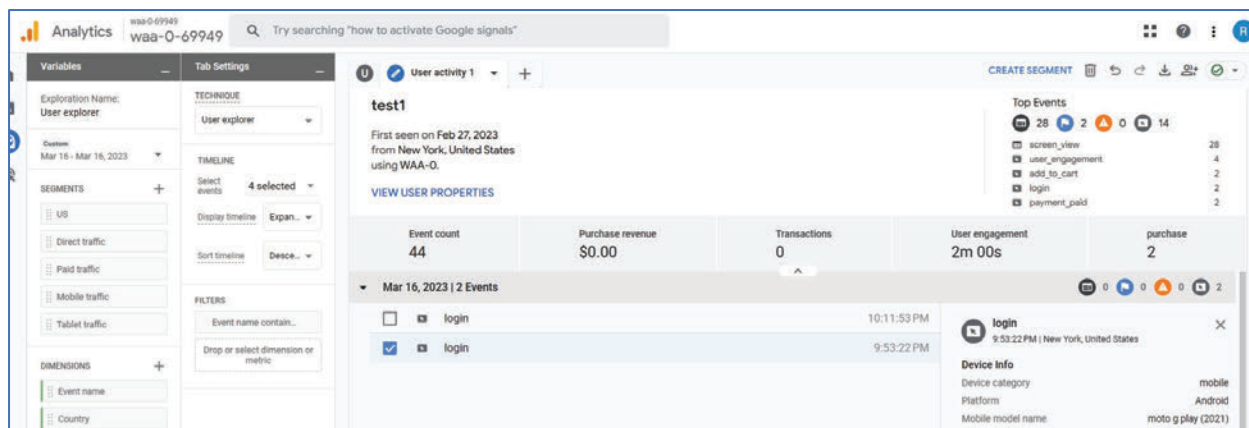 Analytics
waa-0-69949
waa-0-69949
Try searching "how to activate Google signals"
R
Variables
Exploration Name:
User explorer
Custom
Mar 16 - Mar 16, 2023
SEGMENTS
US
Direct traffic
Paid traffic
Mobile traffic
Tablet traffic
DIMENSIONS
Event name
Country
Tab Settings
TECHNIQUE
User explorer
TIMELINE
Select events 4 selected
Display timeline Expan...
Sort timeline Desce...
FILTERS
Event name contain...
Drop or select dimension or metric
U User activity 1
CREATE SEGMENT
test1
First seen on Feb 27, 2023
from New York, United States
using WAA-0.
VIEW USER PROPERTIES
Top Events
28 2 0 14
screen_view 28
user_engagement 4
add_to_cart 2
login 2
payment_paid 2
Event count Purchase revenue Transactions User engagement purchase
44 $0.00 0 2m 00s 2
Mar 16, 2023 | 2 Events 0 0 0 2
login 10:11:53 PM
login 9:53:22 PM
login
9:53:22 PM | New York, United States
Device Info
Device category mobile
Platform Android
Mobile model name moto g play (2021)